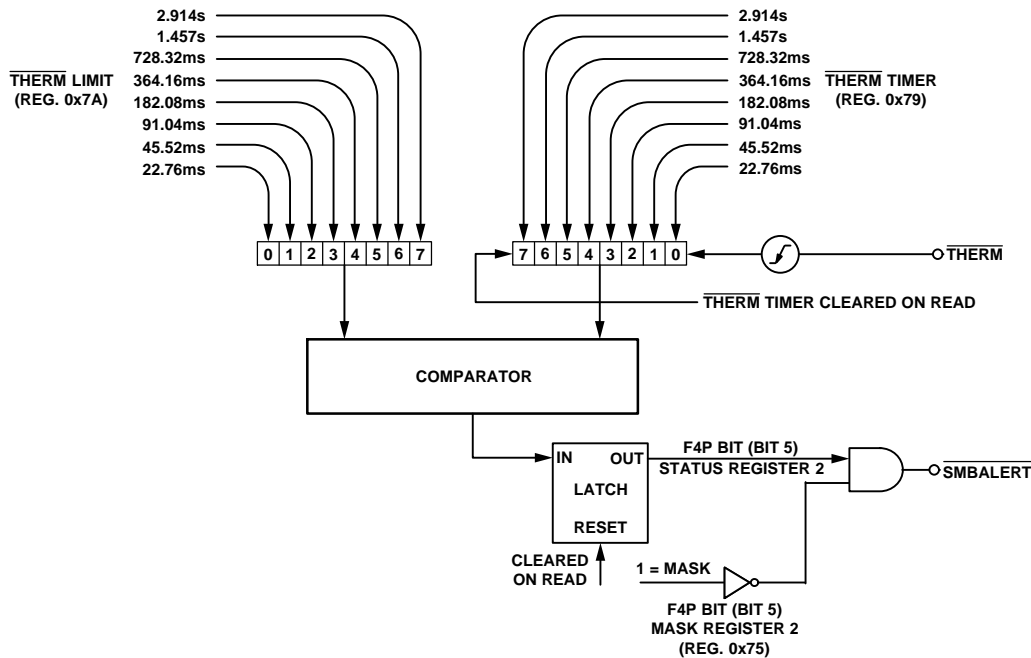 2.914s
1.457s
728.32ms
364.16ms
182.08ms
91.04ms
45.52ms
22.76ms
THERM LIMIT
(REG. 0x7A)
2.914s
1.457s
728.32ms
364.16ms
182.08ms
91.04ms
45.52ms
22.76ms
THERM TIMER
(REG. 0x79)
0 1 2 3 4 5 6 7
7 6 5 4 3 2 1 0
THERM
THERM TIMER CLEARED ON READ
COMPARATOR
IN OUT
LATCH
RESET
F4P BIT (BIT 5)
STATUS REGISTER 2
SMBALERT
CLEARED
ON READ
1 = MASK
F4P BIT (BIT 5)
MASK REGISTER 2
(REG. 0x75)